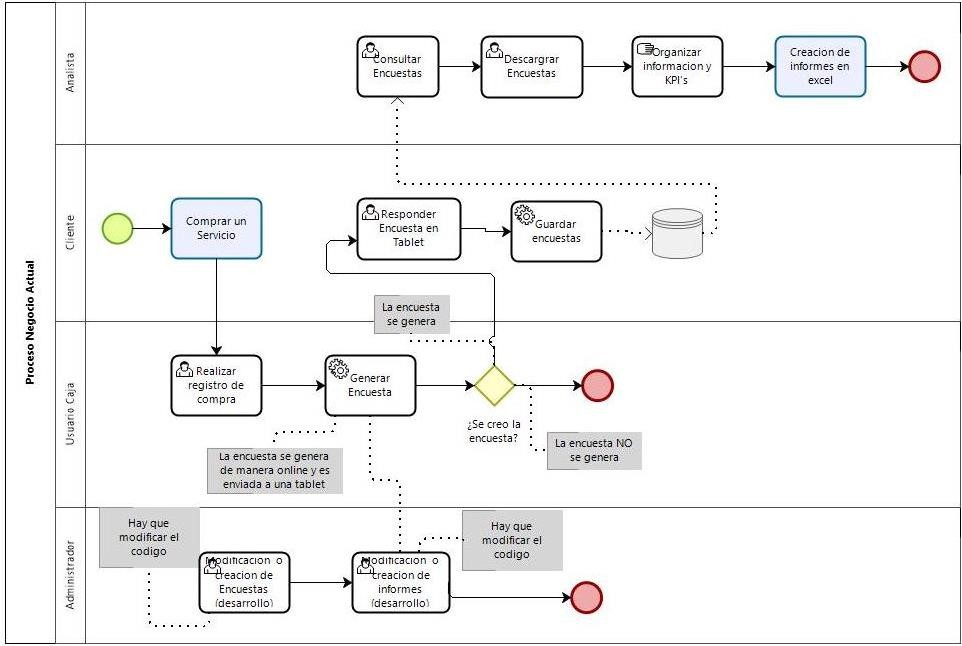 Proceso Negocio Actual
Analista
Consultar
Encuestas
Descargrar
Encuestas
Organizar
informacion y
KPI's
Creacion de
informes en
excel
Cliente
Comprar un
Servicio
Responder
Encuesta en
Tablet
Guardar
encuestas
La encuesta
se genera
Usuario Caja
Realizar
registro de
compra
Generar
Encuesta
¿Se creo la
encuesta?
La encuesta NO
se genera
La encuesta se genera
de manera online y es
enviada a una tablet
Administrador
Hay que
modificar el
codigo
Modificacion o
creacion de
Encuestas
(desarrollo)
Modificacion o
creacion de
informes
(desarrollo)
Hay que
modificar el
codigo